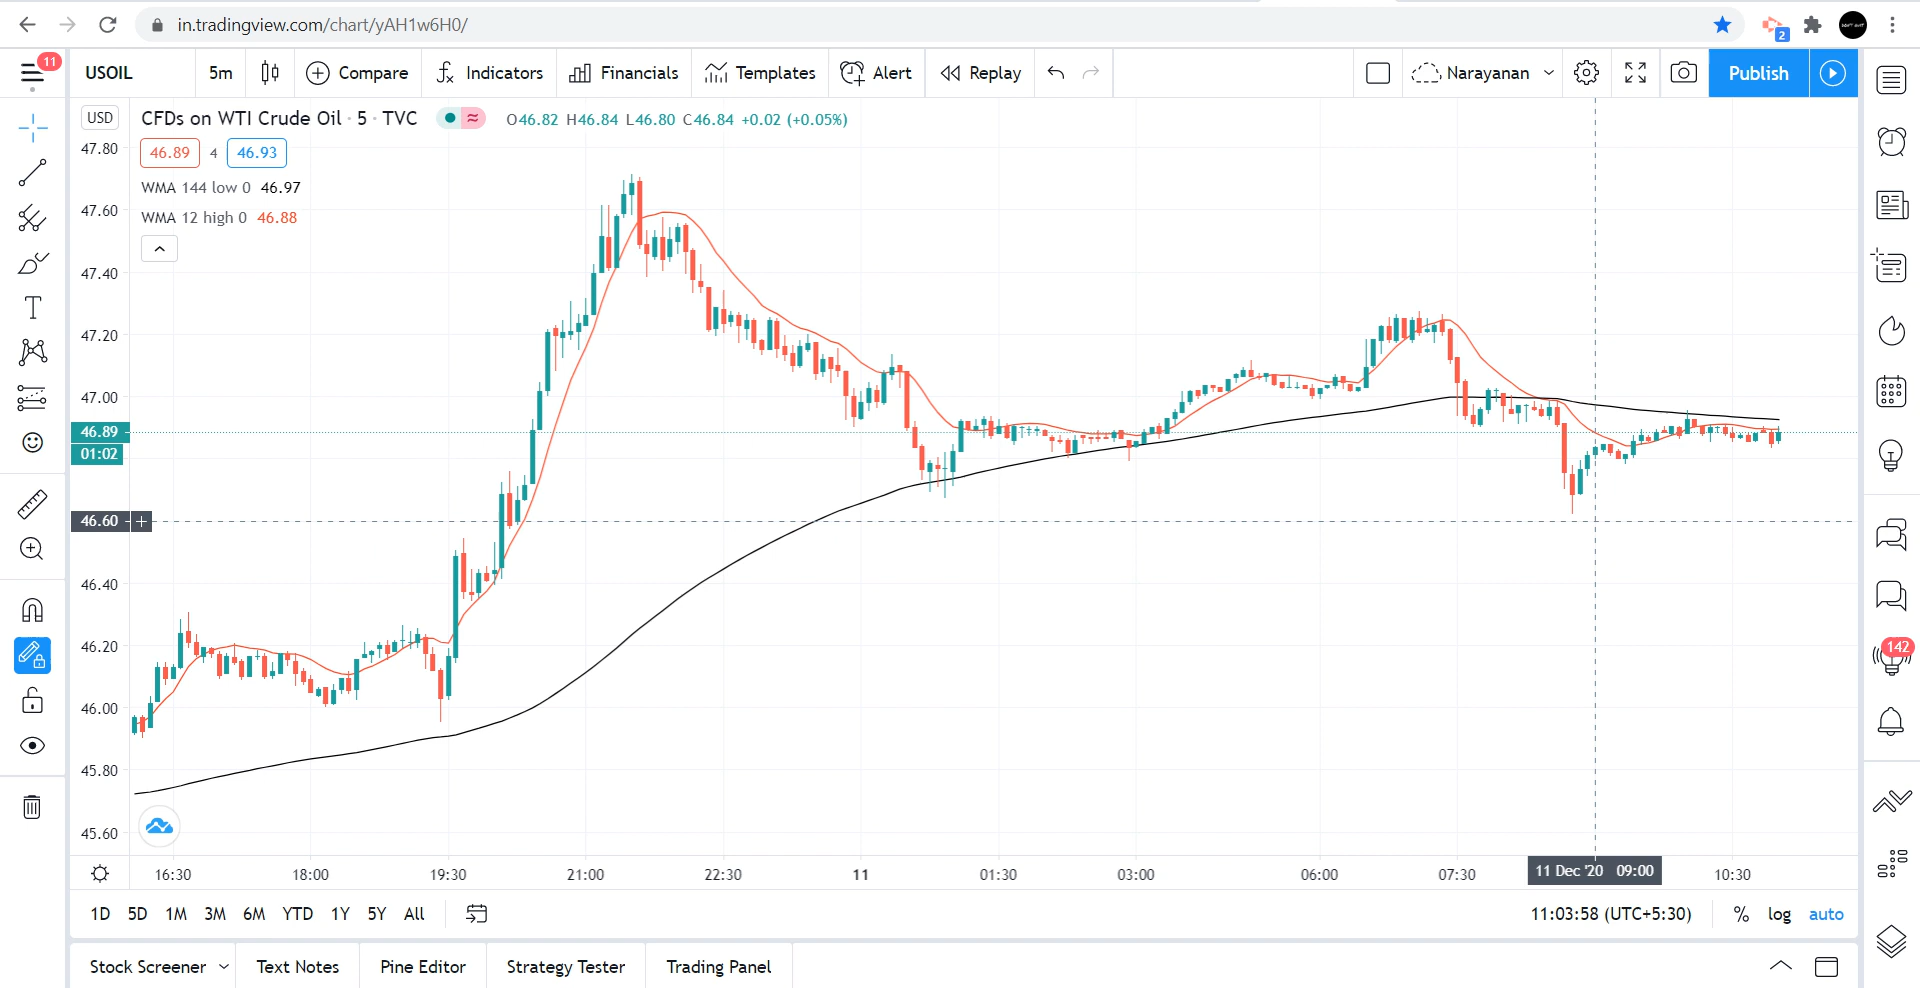 in.tradingview.com/chart/yAH1w6H0/
2
11
USOIL 5m Compare Indicators Financials Templates Alert Replay Narayanan Publish
USD CFDs on WTI Crude Oil · 5 · TVC O46.82 H46.84 L46.80 C46.84 +0.02 (+0.05%)
46.89 4 46.93
WMA 144 low 0 46.97
WMA 12 high 0 46.88
47.80
47.60
47.40
47.20
47.00
46.89
01:02
46.60
46.40
46.20
46.00
45.80
45.60
142
16:30 18:00 19:30 21:00 22:30 11 01:30 03:00 06:00 07:30 11 Dec '20 09:00 10:30
1D 5D 1M 3M 6M YTD 1Y 5Y All 11:03:58 (UTC+5:30) % log auto
Stock Screener Text Notes Pine Editor Strategy Tester Trading Panel